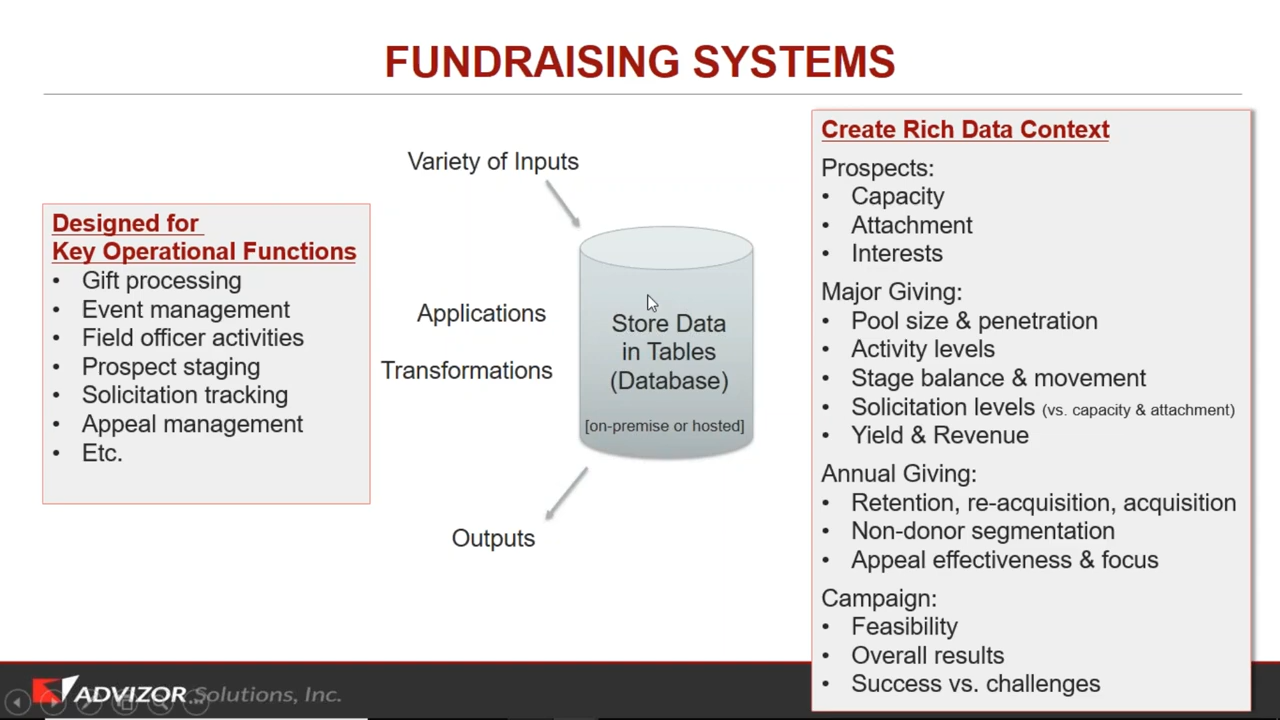 FUNDRAISING SYSTEMS
Designed for
Key Operational Functions
• Gift processing
• Event management
• Field officer activities
• Prospect staging
• Solicitation tracking
• Appeal management
• Etc.
Variety of Inputs
Applications
Transformations
Store Data
in Tables
(Database)
[on-premise or hosted]
Outputs
Create Rich Data Context
Prospects:
• Capacity
• Attachment
• Interests
Major Giving:
• Pool size & penetration
• Activity levels
• Stage balance & movement
• Solicitation levels (vs. capacity & attachment)
• Yield & Revenue
Annual Giving:
• Retention, re-acquisition, acquisition
• Non-donor segmentation
• Appeal effectiveness & focus
Campaign:
• Feasibility
• Overall results
• Success vs. challenges
ADVIZOR Solutions, Inc.